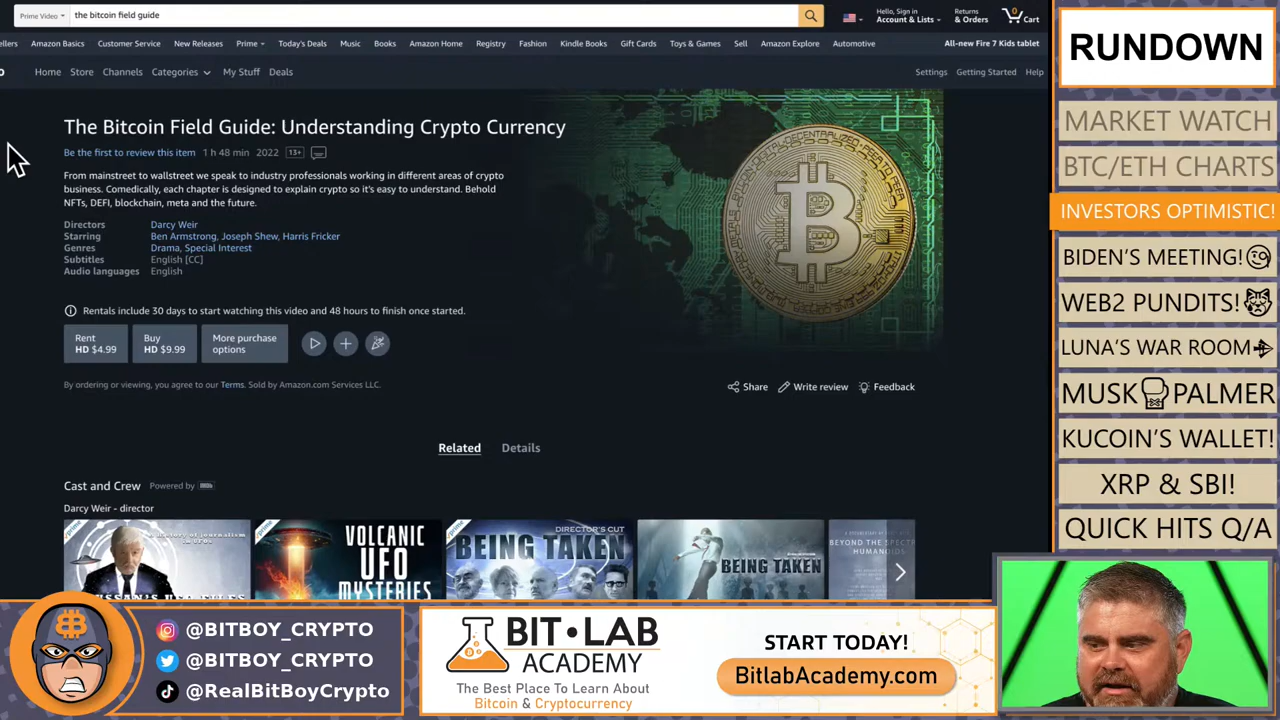 Prime Video
the bitcoin field guide
Hello, Sign in
Account & Lists
Returns
& Orders
0
Cart
ellers
Amazon Basics
Customer Service
New Releases
Prime
Today's Deals
Music
Books
Amazon Home
Registry
Fashion
Kindle Books
Gift Cards
Toys & Games
Sell
Amazon Explore
Automotive
All-new Fire 7 Kids tablet
o
Home
Store
Channels
Categories
My Stuff
Deals
Settings
Getting Started
Help
The Bitcoin Field Guide: Understanding Crypto Currency
Be the first to review this item
1 h 48 min
2022
13+
From mainstreet to wallstreet we speak to industry professionals working in different areas of crypto
business. Comedically, each chapter is designed to explain crypto so it's easy to understand. Behold
NFTs, DEFI, blockchain, meta and the future.
Directors
Darcy Weir
Starring
Ben Armstrong, Joseph Shew, Harris Fricker
Genres
Drama, Special Interest
Subtitles
English [CC]
Audio languages
English
Rentals include 30 days to start watching this video and 48 hours to finish once started.
Rent
HD $4.99
Buy
HD $9.99
More purchase
options
By ordering or viewing, you agree to our Terms. Sold by Amazon.com Services LLC.
Share
Write review
Feedback
Related
Details
Cast and Crew
Powered by
Darcy Weir - director
prime
prime
VOLCANIC
UFO
MYSTERIES
prime
DIRECTOR'S CUT
BEING TAKEN
BEING TAKEN
BEYOND THE SPECTR
HUMANOIDS
RUNDOWN
MARKET WATCH
BTC/ETH CHARTS
INVESTORS OPTIMISTIC!
BIDEN'S MEETING!
WEB2 PUNDITS!
LUNA'S WAR ROOM
MUSK PALMER
KUCOIN'S WALLET!
XRP & SBI!
QUICK HITS Q/A
@BITBOY_CRYPTO
@BITBOY_CRYPTO
@RealBitBoyCrypto
BIT•LAB
ACADEMY
The Best Place To Learn About
Bitcoin & Cryptocurrency
START TODAY!
BitlabAcademy.com